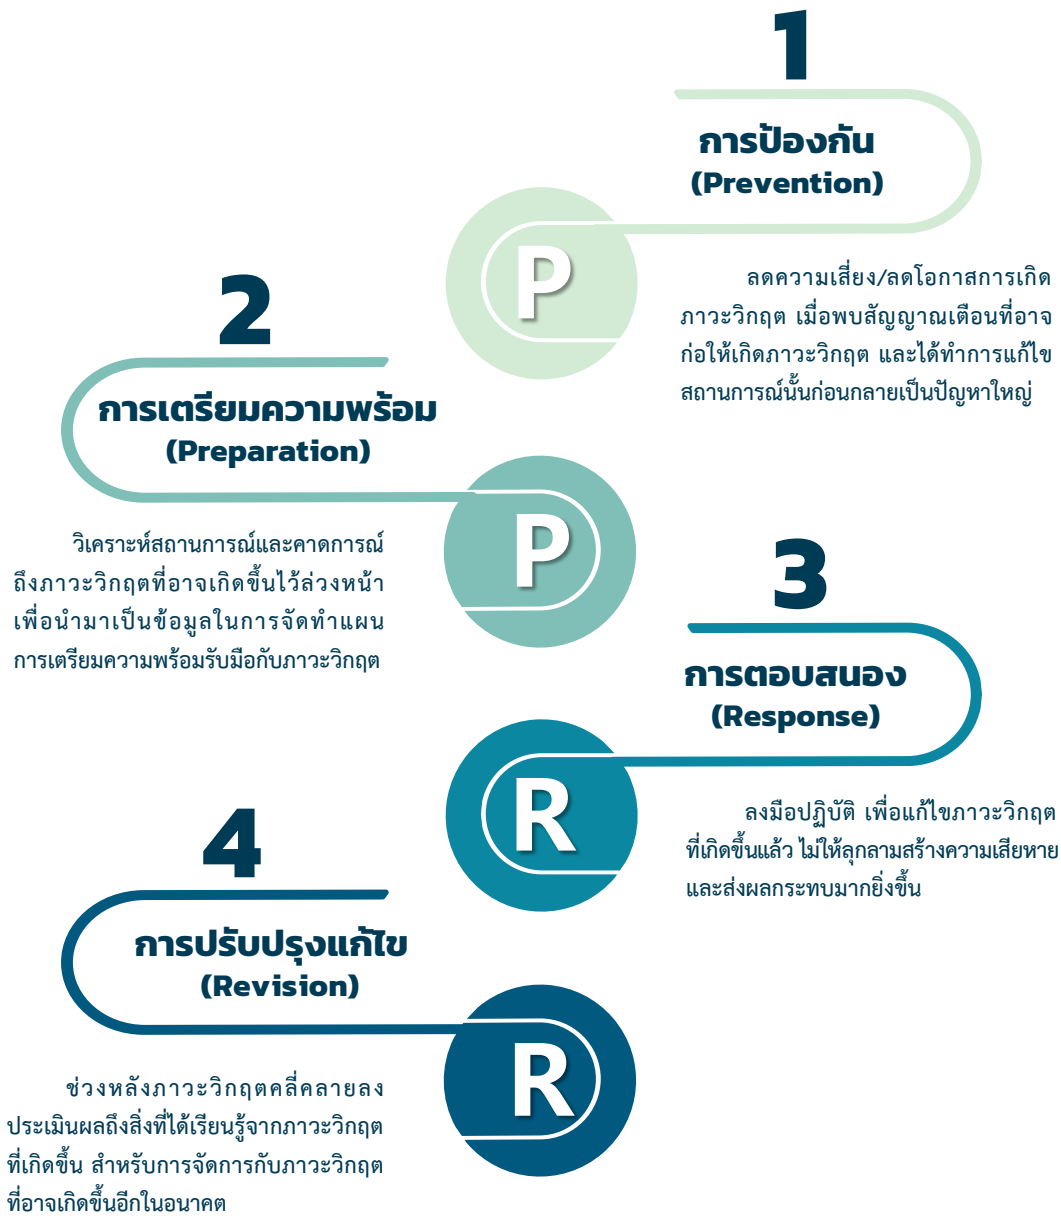 1
การป้องกัน
(Prevention)
P
ลดความเสี่ยง/ลดโอกาสการเกิด
ภาวะวิกฤต เมื่อพบสัญญาณเตือนที่อาจ
ก่อให้เกิดภาวะวิกฤต และได้ทำการแก้ไข
สถานการณ์นั้นก่อนกลายเป็นปัญหาใหญ่
2
การเตรียมความพร้อม
(Preparation)
P
วิเคราะห์สถานการณ์และคาดการณ์
ถึงภาวะวิกฤตที่อาจเกิดขึ้นไว้ล่วงหน้า
เพื่อนำมาเป็นข้อมูลในการจัดทำแผน
การเตรียมความพร้อมรับมือกับภาวะวิกฤต
3
การตอบสนอง
(Response)
R
ลงมือปฏิบัติ เพื่อแก้ไขภาวะวิกฤต
ที่เกิดขึ้นแล้ว ไม่ให้ลุกลามสร้างความเสียหาย
และส่งผลกระทบมากยิ่งขึ้น
4
การปรับปรุงแก้ไข
(Revision)
R
ช่วงหลังภาวะวิกฤตคลี่คลายลง
ประเมินผลถึงสิ่งที่ได้เรียนรู้จากภาวะวิกฤต
ที่เกิดขึ้น สำหรับการจัดการกับภาวะวิกฤต
ที่อาจเกิดขึ้นอีกในอนาคต